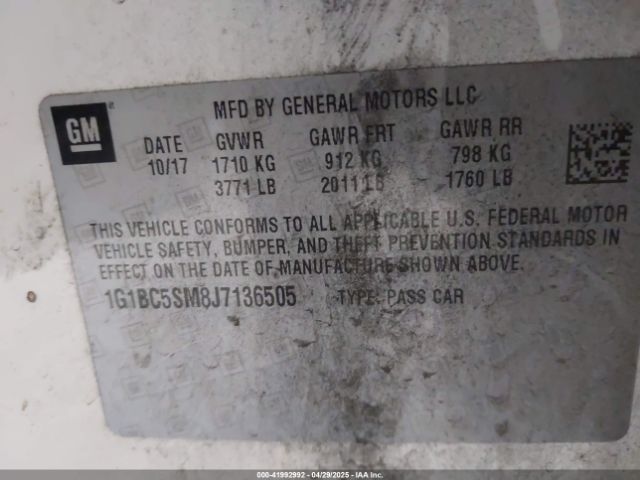 GM
MFD BY GENERAL MOTORS LLC
DATE GVWR GAWR FRT GAWR RR
10/17 1710 KG 912 KG 798 KG
3771 LB 2011 LB 1760 LB
THIS VEHICLE CONFORMS TO ALL APPLICABLE U.S. FEDERAL MOTOR
VEHICLE SAFETY, BUMPER, AND THEFT PREVENTION STANDARDS IN
EFFECT ON THE DATE OF MANUFACTURE SHOWN ABOVE.
1G1BC5SM8J7136505 TYPE: PASS CAR
000-41992992 - 04/29/2025 - IAAI.COM